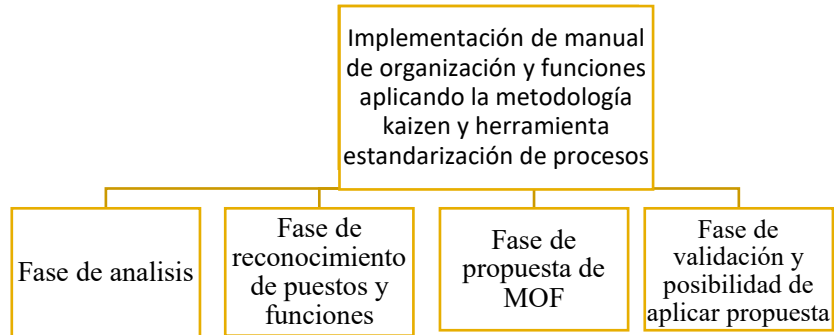 Implementación de manual
de organización y funciones
aplicando la metodología
kaizen y herramienta
estandarización de procesos
Fase de analisis
Fase de
reconocimiento
de puestos y
funciones
Fase de
propuesta de
MOF
Fase de
validación y
posibilidad de
aplicar propuesta